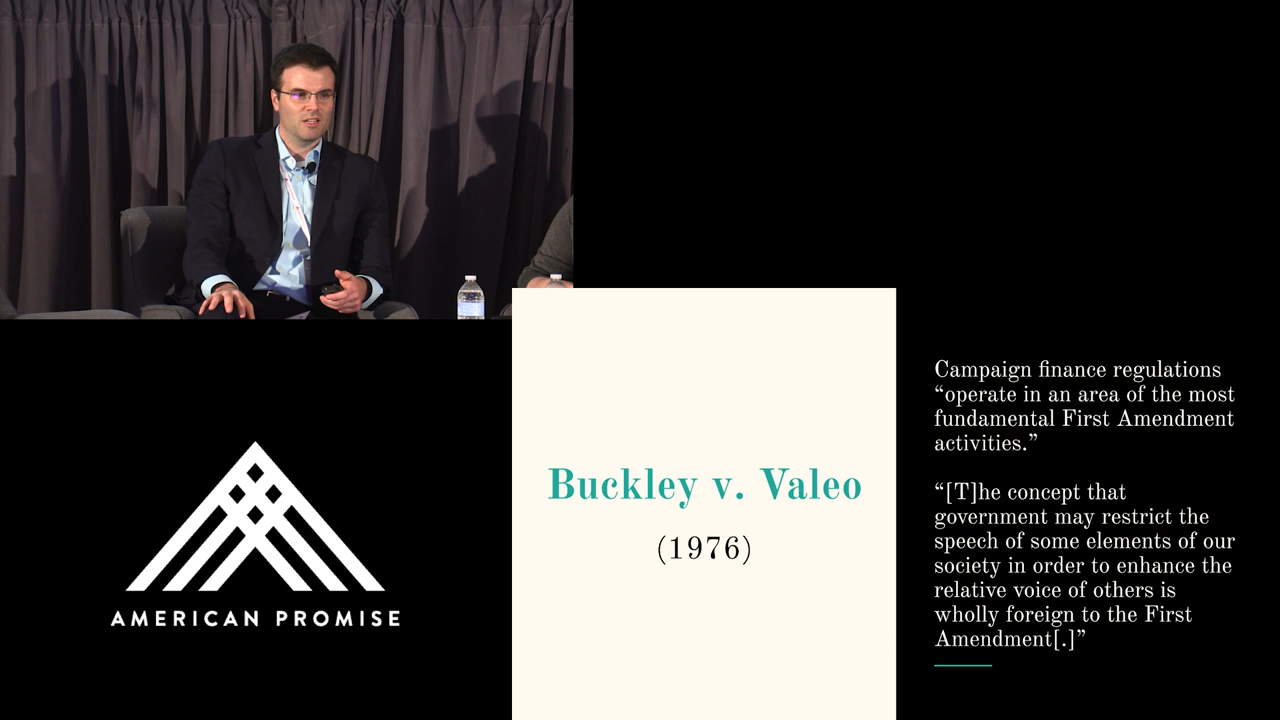 AMERICAN PROMISE
Buckley v. Valeo
(1976)
Campaign finance regulations
“operate in an area of the most
fundamental First Amendment
activities.”
“[T]he concept that
government may restrict the
speech of some elements of our
society in order to enhance the
relative voice of others is
wholly foreign to the First
Amendment[.]”